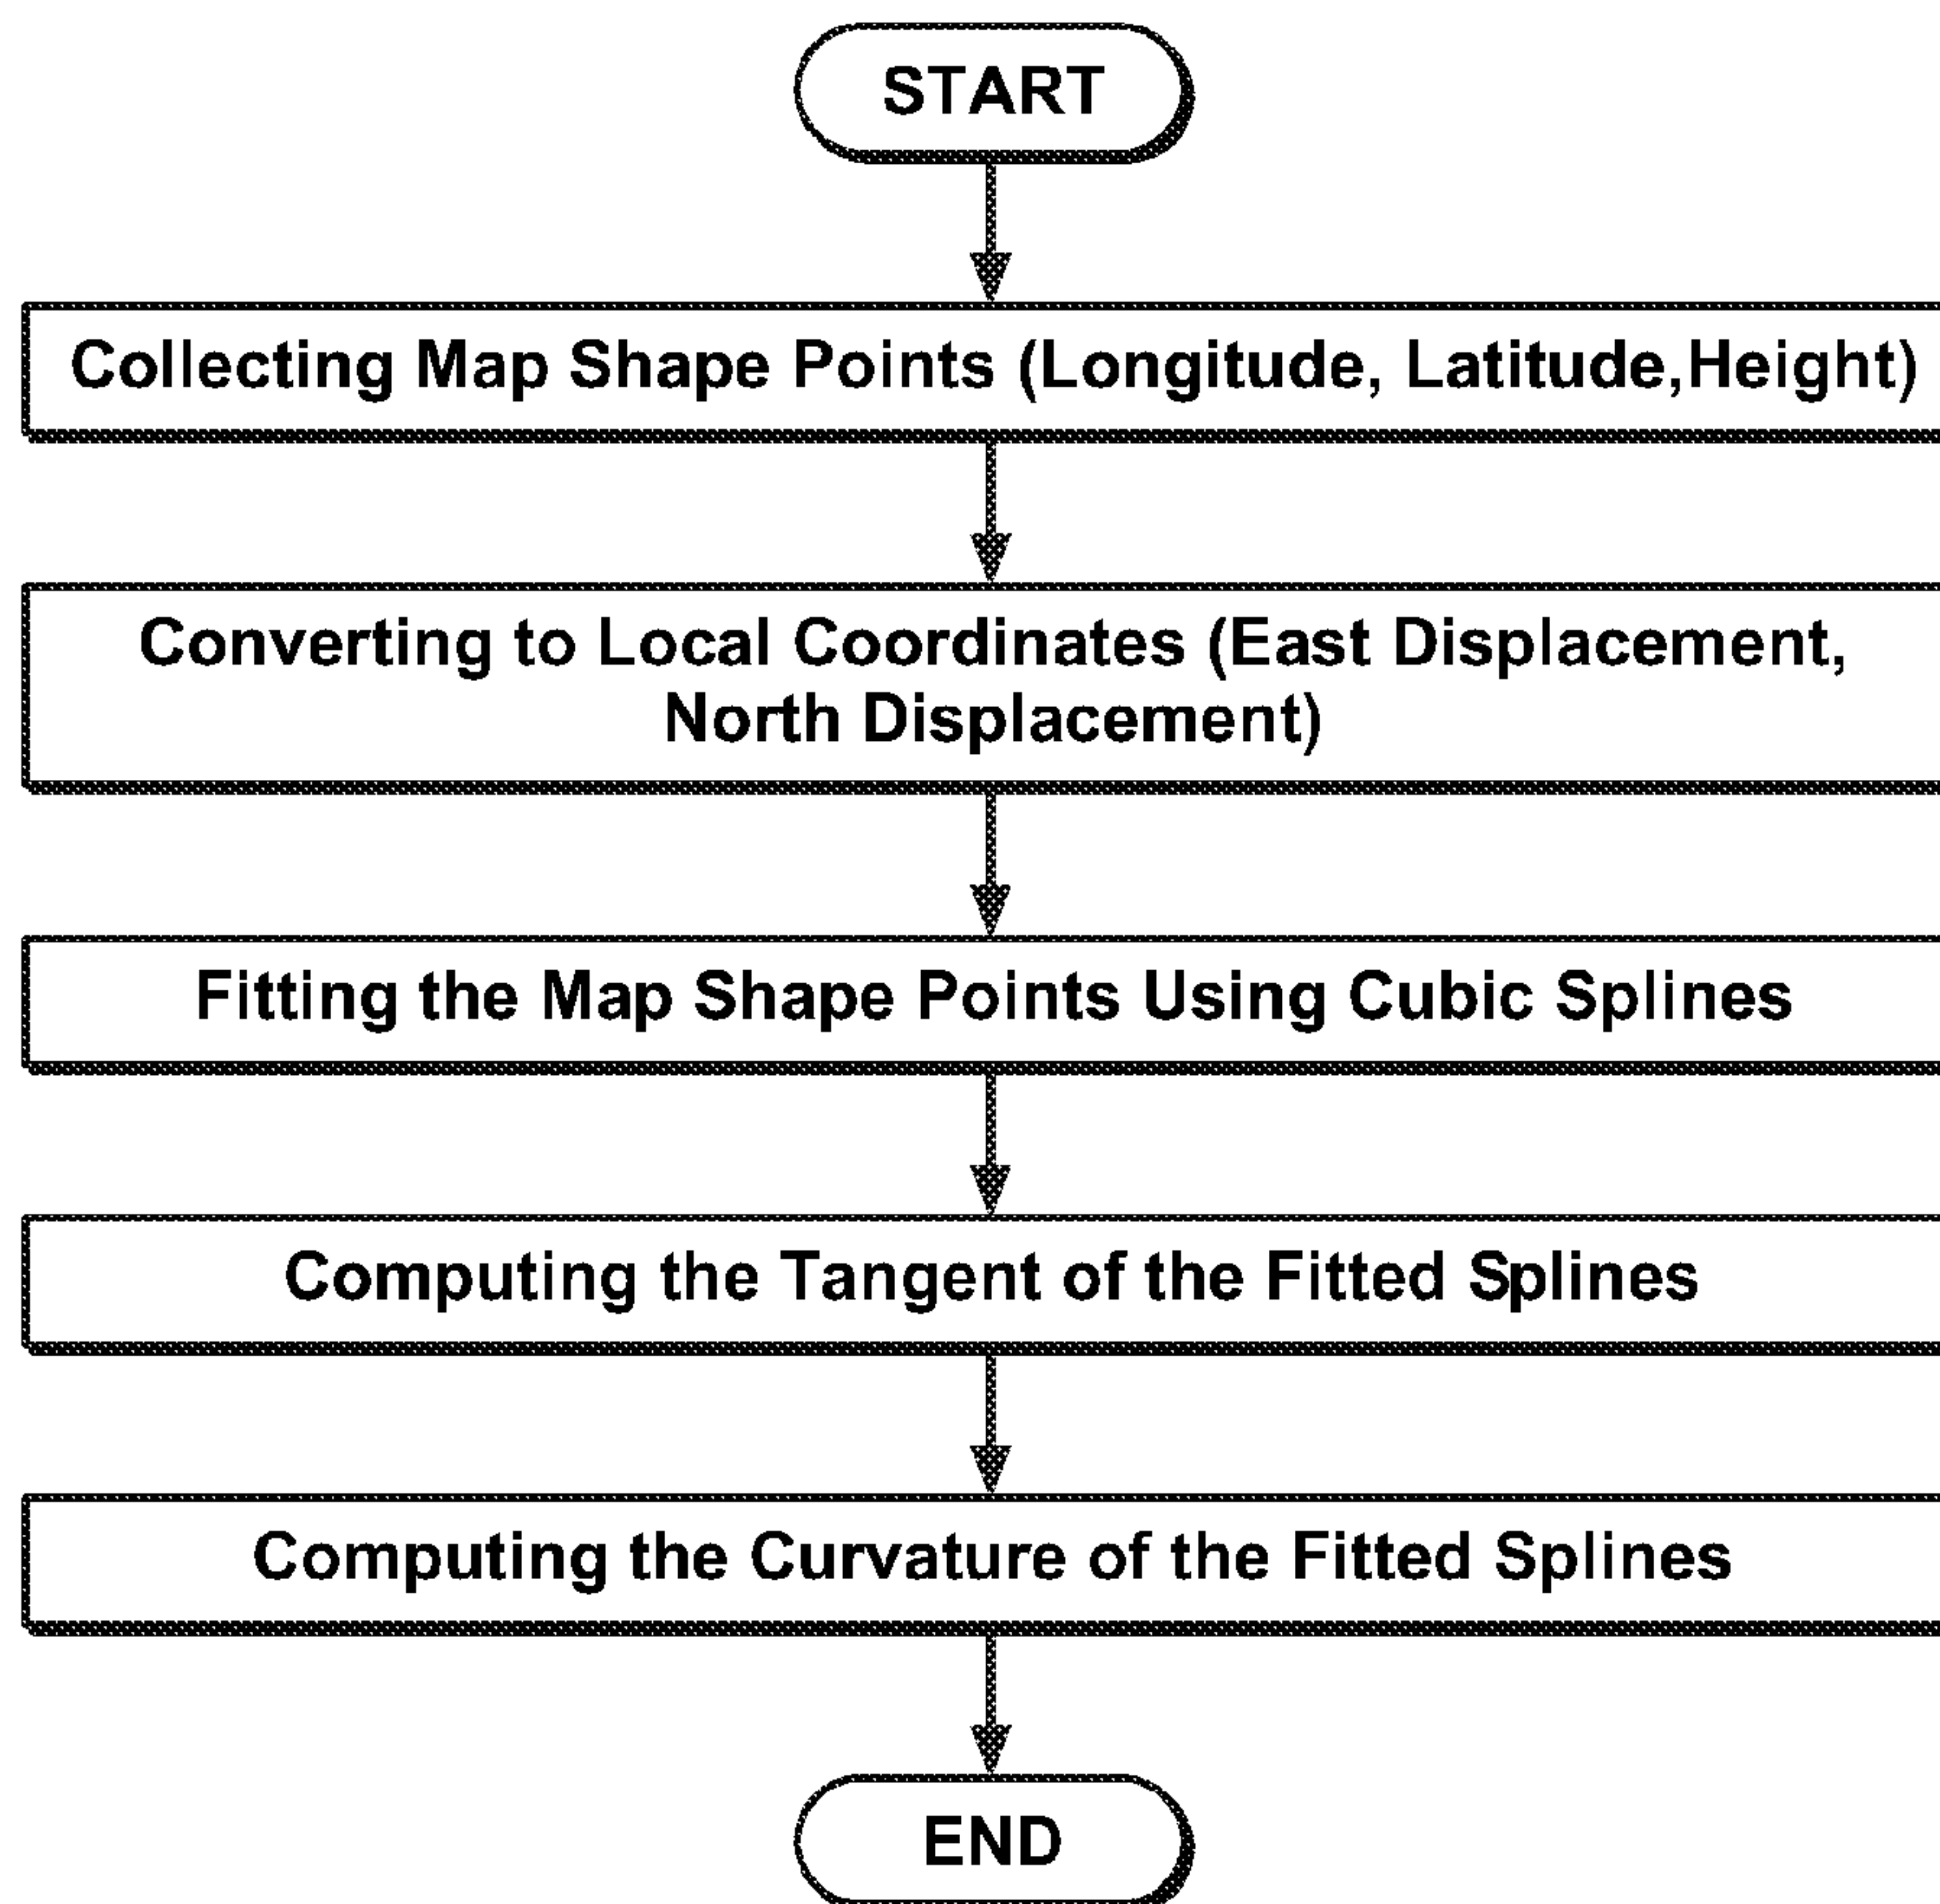 START
Collecting Map Shape Points (Longitude, Latitude,Height)
Converting to Local Coordinates (East Displacement,
North Displacement)
Fitting the Map Shape Points Using Cubic Splines
Computing the Tangent of the Fitted Splines
Computing the Curvature of the Fitted Splines
END